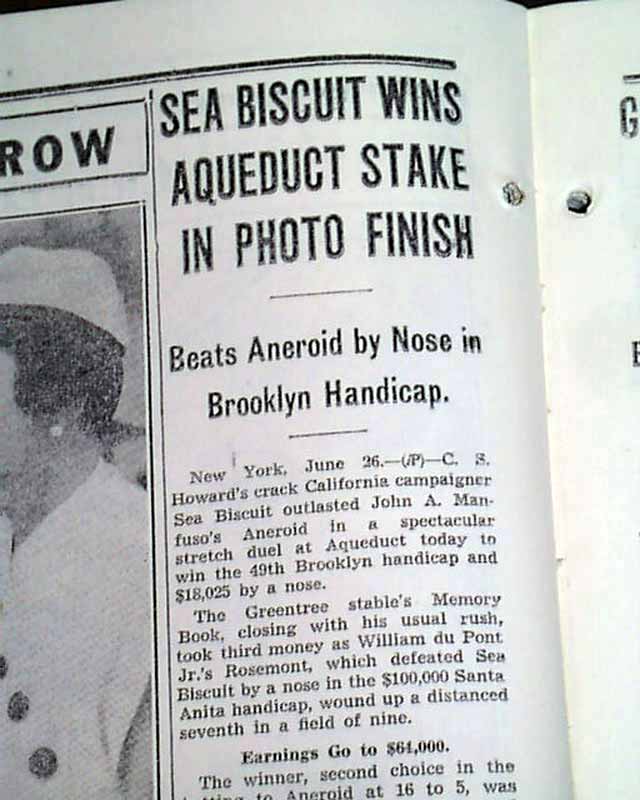 ROW
SEA BISCUIT WINS
AQUEDUCT STAKE
IN PHOTO FINISH
Beats Aneroid by Nose in
Brooklyn Handicap.
New York, June 26.—(AP)—C. S.
Howard's crack California campaigner
Sea Biscuit outlasted John A. Man-
fuso's Aneroid in a spectacular
stretch duel at Aqueduct today to
win the 49th Brooklyn handicap and
$18,025 by a nose.
The Greentree stable's Memory
Book, closing with his usual rush,
took third money as William du Pont
Jr.'s Rosemont, which defeated Sea
Biscuit by a nose in the $100,000 Santa
Anita handicap, wound up a distanced
seventh in a field of nine.
Earnings Go to $64,000.
The winner, second choice in the
to Aneroid at 16 to 5, was
G